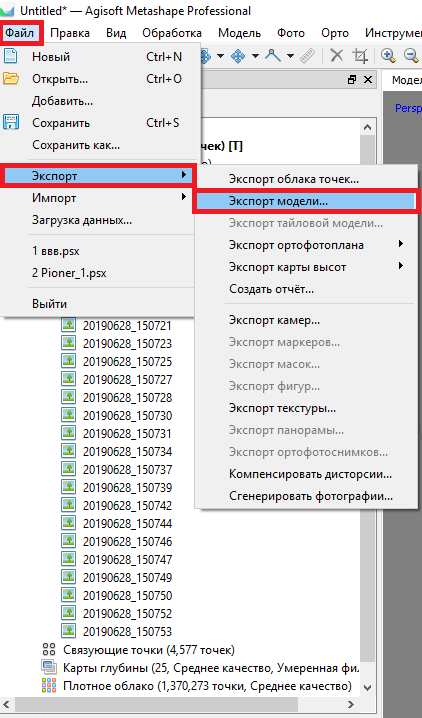 Untitled* — Agisoft Metashape Professional
Файл Правка Вид Обработка Модель Фото Орто Инструмен
Новый Ctrl+N
Открыть... Ctrl+O
Добавить...
Сохранить Ctrl+S
Сохранить как...
Экспорт
Импорт
Загрузка данных...
1 ввв.psx
2 Pioner_1.psx
Выйти
Модел
Persp
точек) [T]
Экспорт облака точек...
Экспорт модели...
Экспорт тайловой модели...
Экспорт ортофотоплана
Экспорт карты высот
Создать отчёт...
Экспорт камер...
Экспорт маркеров...
Экспорт масок...
Экспорт фигур...
Экспорт текстуры...
Экспорт панорамы...
Экспорт ортофотоснимков...
Компенсировать дисторсии...
Сгенерировать фотографии...
20190628_150721
20190628_150723
20190628_150725
20190628_150727
20190628_150728
20190628_150730
20190628_150731
20190628_150734
20190628_150737
20190628_150739
20190628_150742
20190628_150744
20190628_150746
20190628_150747
20190628_150749
20190628_150750
20190628_150752
20190628_150753
Связующие точки (4,577 точек)
Карты глубины (25, Среднее качество, Умеренная фил
Плотное облако (1,370,273 точки, Среднее качество)